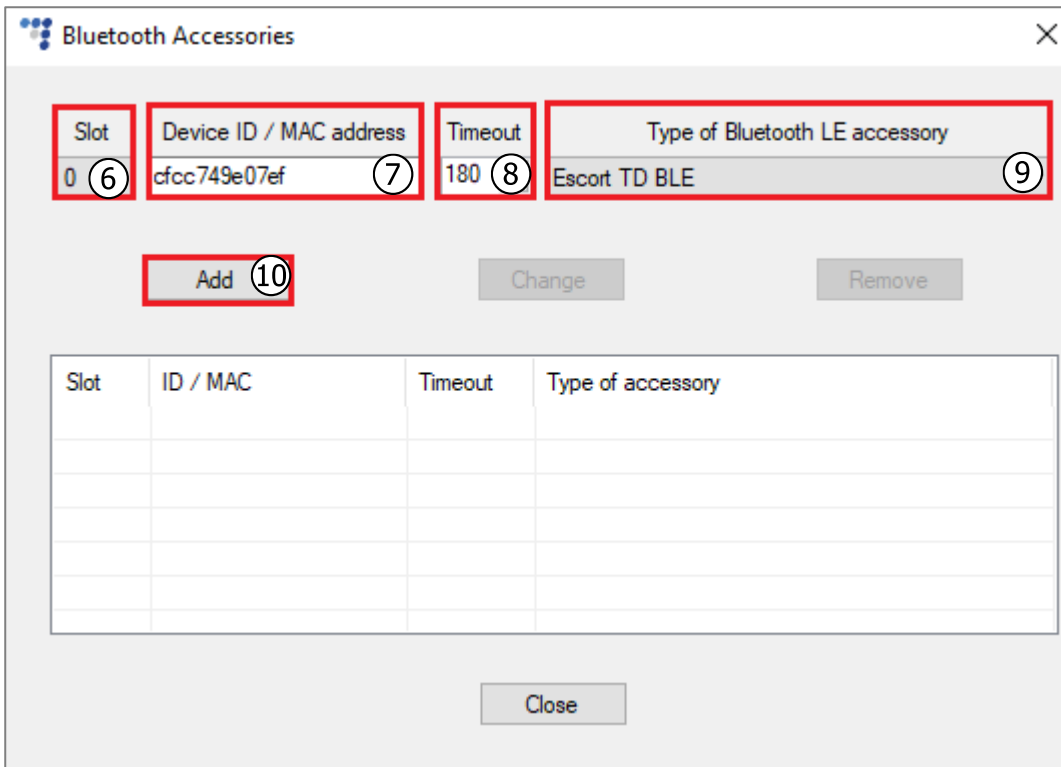 Bluetooth Accessories
Slot Device ID / MAC address Timeout Type of Bluetooth LE accessory
0 6 cfcc749e07ef 7 180 8 Escort TD BLE 9
Add 10 Change Remove
Slot ID / MAC Timeout Type of accessory
Close